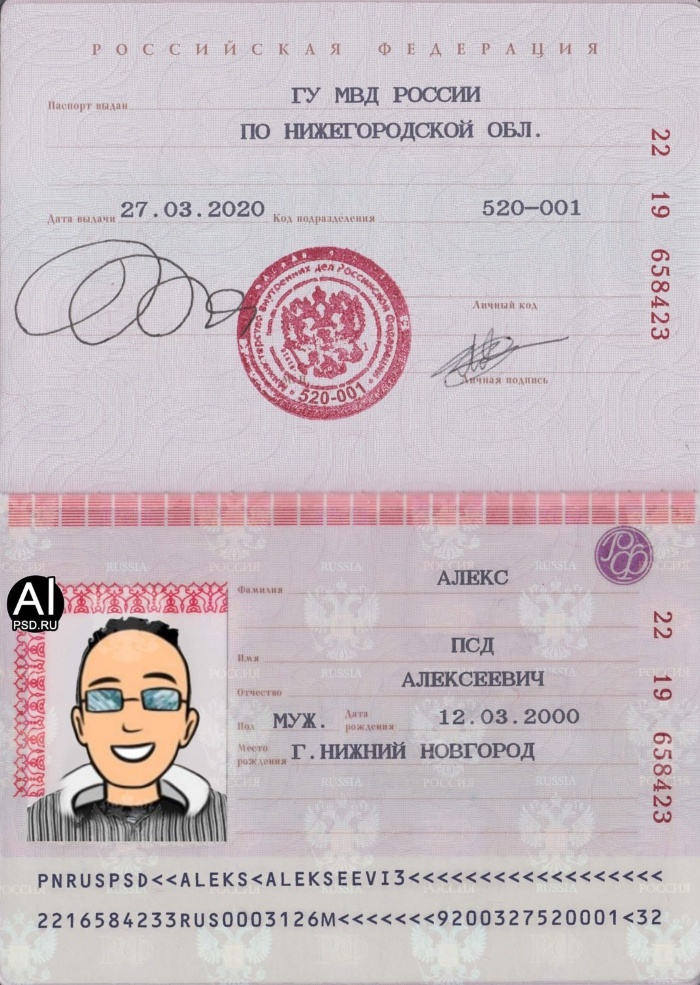 РОССИЙСКАЯ ФЕДЕРАЦИЯ
Паспорт выдан ГУ МВД РОССИИ
ПО НИЖЕГОРОДСКОЙ ОБЛ.
Дата выдачи 27.03.2020 Код подразделения 520-001
22 19 658423
Министерство внутренних дел Российской Федерации
520-001
М.П.
Личный код
Личная подпись
RUSSIA РОССИЯ RUSSIA РОССИЯ
AI
PSD.RU
РФ
Фамилия АЛЕКС
Имя ПСД
Отчество АЛЕКСЕЕВИЧ
Пол МУЖ. Дата рождения 12.03.2000
Место рождения Г.НИЖНИЙ НОВГОРОД
22 19 658423
PNRUSPSD<<ALEKS<ALEKSEEVI3<<<<<<<<<<<<<<<<<<
2216584233RUS0003126M<<<<<<<9200327520001<32